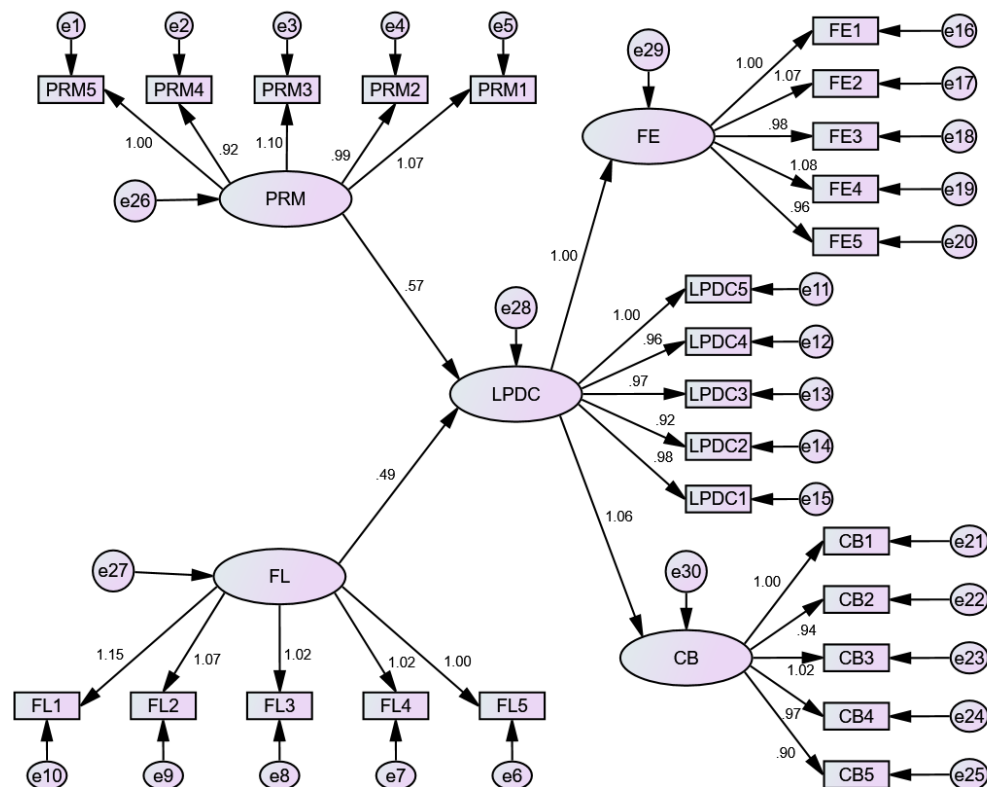 e1 e2 e3 e4 e5
PRM5 PRM4 PRM3 PRM2 PRM1
1.00 .92 1.10 .99 1.07
e26 PRM
.57
e29
FE
FE1 e16
1.00
FE2 e17
1.07
FE3 e18
.98
FE4 e19
1.08
FE5 e20
.96
1.00
e28
LPDC
LPDC5 e11
1.00
LPDC4 e12
.96
LPDC3 e13
.97
LPDC2 e14
.92
LPDC1 e15
.98
.49
1.06
e27 FL
1.15 1.07 1.02 1.02 1.00
FL1 FL2 FL3 FL4 FL5
e10 e9 e8 e7 e6
e30
CB
CB1 e21
1.00
CB2 e22
.94
CB3 e23
1.02
CB4 e24
.97
CB5 e25
.90